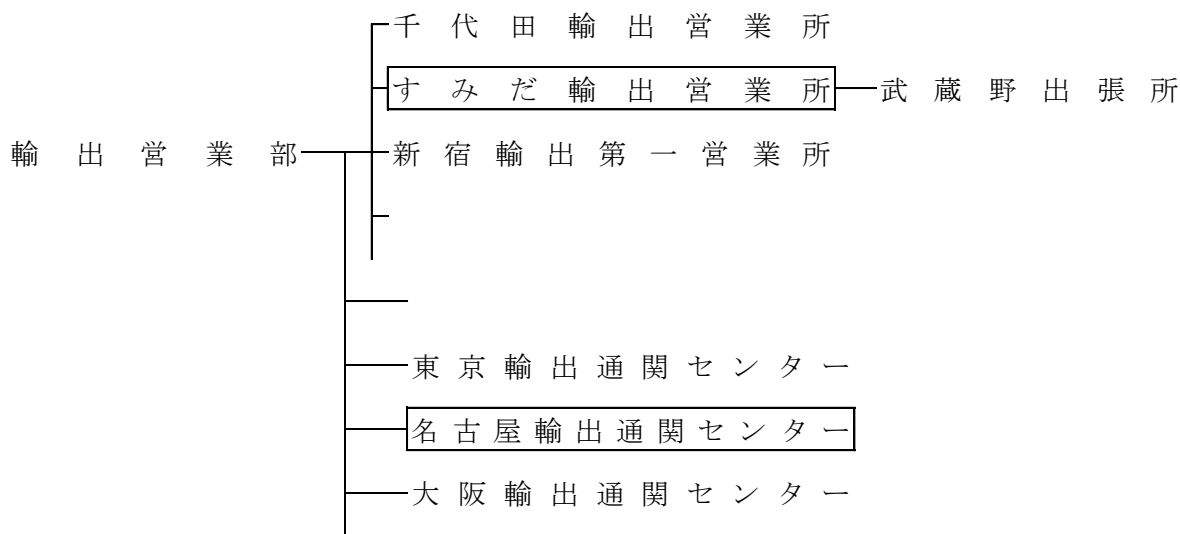 千代田輸出営業所
すみだ輸出営業所 武蔵野出張所
輸出営業部 新宿輸出第一営業所
東京輸出通関センター
名古屋輸出通関センター
大阪輸出通関センター